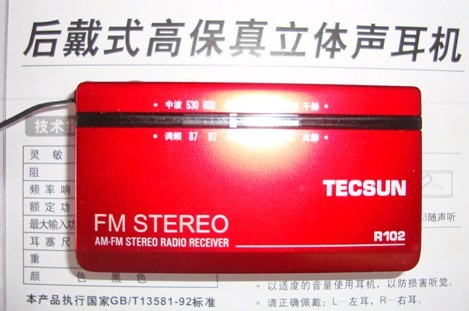 后戴式高保真立体声耳机
中波 530 600 千赫
技术
调频 87 92 兆赫
灵敏
阻
频率响
额定功
最大输入功
耳塞尺
重
颜色 黑色
TECSUN
FM STEREO
AM-FM STEREO RADIO RECEIVER
R102
3随声听
· 以适度的音量使用耳机，以防损害听觉.
· 请正确佩戴：L—左耳、R—右耳.
本产品执行国家GB/T13581-92标准